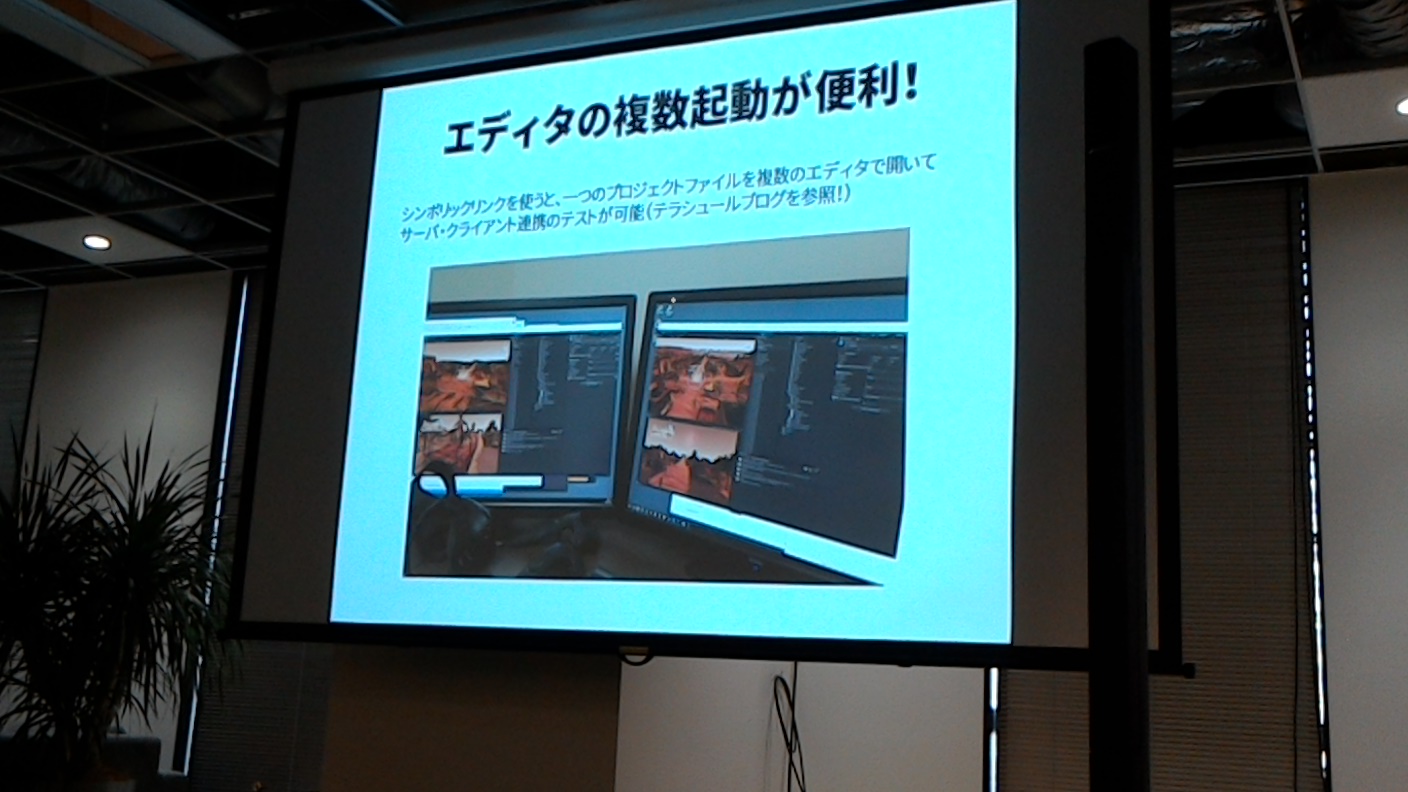 エディタの複数起動が便利!
シンボリックリンクを使うと、一つのプロジェクトファイルを複数のエディタで開いて
サーバ・クライアント連携のテストが可能(テラシュールブログを参照!)